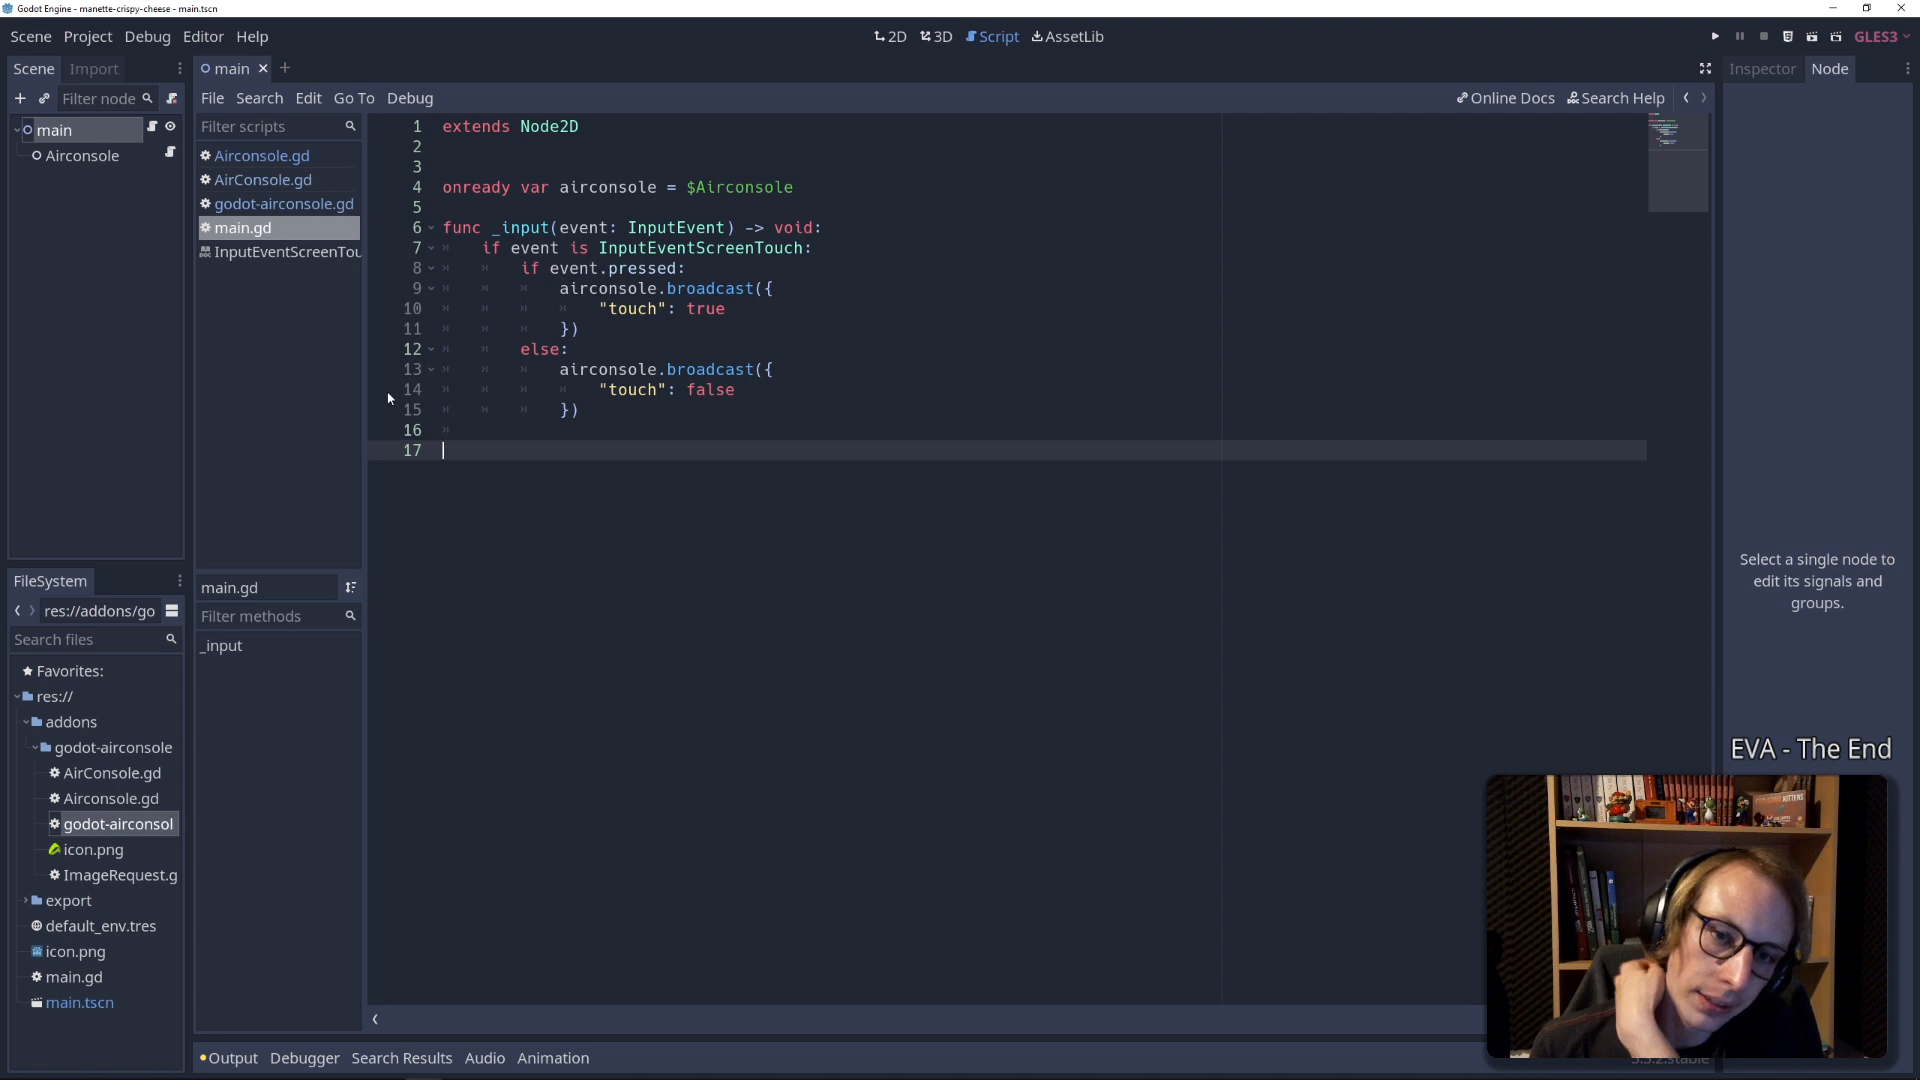 Godot Engine - manette-crispy-cheese - main.tscn
Scene Project Debug Editor Help
2D 3D Script AssetLib
GLES3
Scene Import
main
Inspector Node
Filter node
File Search Edit Go To Debug
Online Docs Search Help
main
Airconsole
Filter scripts
Airconsole.gd
AirConsole.gd
godot-airconsole.gd
main.gd
InputEventScreenTou
1 extends Node2D
2
3
4 onready var airconsole = $Airconsole
5
6 func _input(event: InputEvent) -> void:
7 if event is InputEventScreenTouch:
8 if event.pressed:
9 airconsole.broadcast({
10 "touch": true
11 })
12 else:
13 airconsole.broadcast({
14 "touch": false
15 })
16
17
Select a single node to
edit its signals and
groups.
main.gd
Filter methods
_input
FileSystem
res://addons/go
Search files
Favorites:
res://
addons
godot-airconsole
AirConsole.gd
Airconsole.gd
godot-airconsol
icon.png
ImageRequest.g
export
default_env.tres
icon.png
main.gd
main.tscn
EVA - The End
KITTENS
Output Debugger Search Results Audio Animation